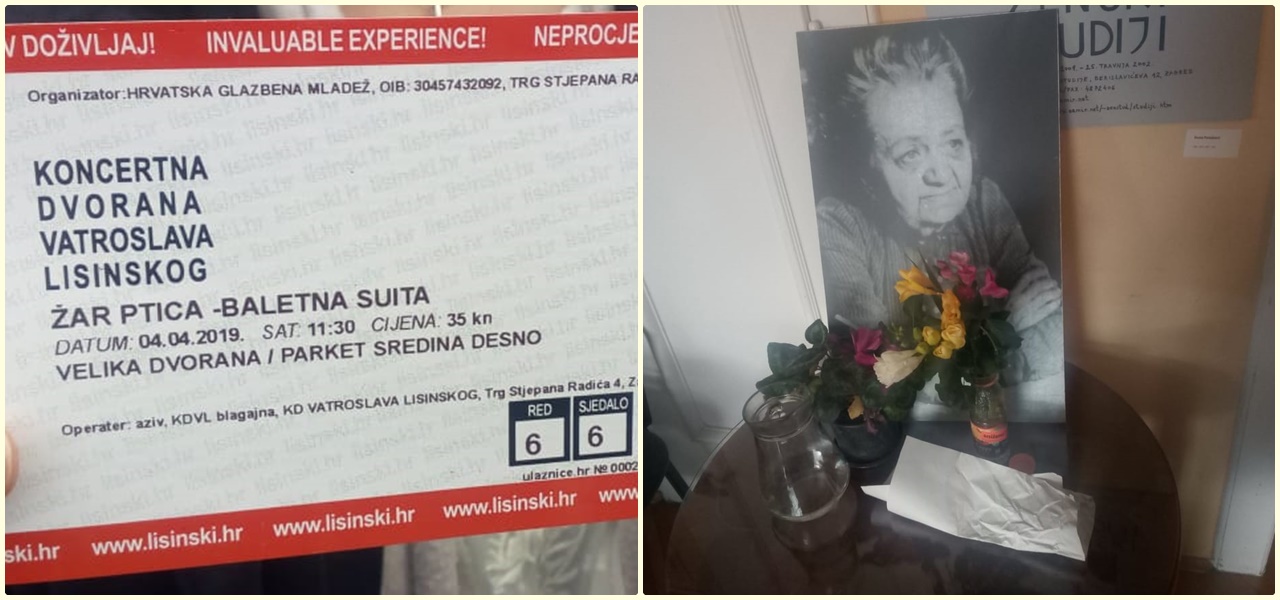 V DOŽIVLJAJ! INVALUABLE EXPERIENCE! NEPROCJE
Organizator:HRVATSKA GLAZBENA MLADEŽ, OIB: 30457432092, TRG STJEPANA RA
KONCERTNA
DVORANA
VATROSLAVA
LISINSKOG
ŽAR PTICA -BALETNA SUITA
DATUM: 04.04.2019. SAT: 11:30 CIJENA: 35 kn
VELIKA DVORANA / PARKET SREDINA DESNO
Operater: aziv, KDVL blagajna, KD VATROSLAVA LISINSKOG, Trg Stjepana Radića 4, Z
RED SJEDALO
6 6
ulaznice.hr № 0002
ski.hr www.lisinski.hr www.lisinski.hr www.lisinski.hr www
UDIJI
25. TRAVNJA 2002.